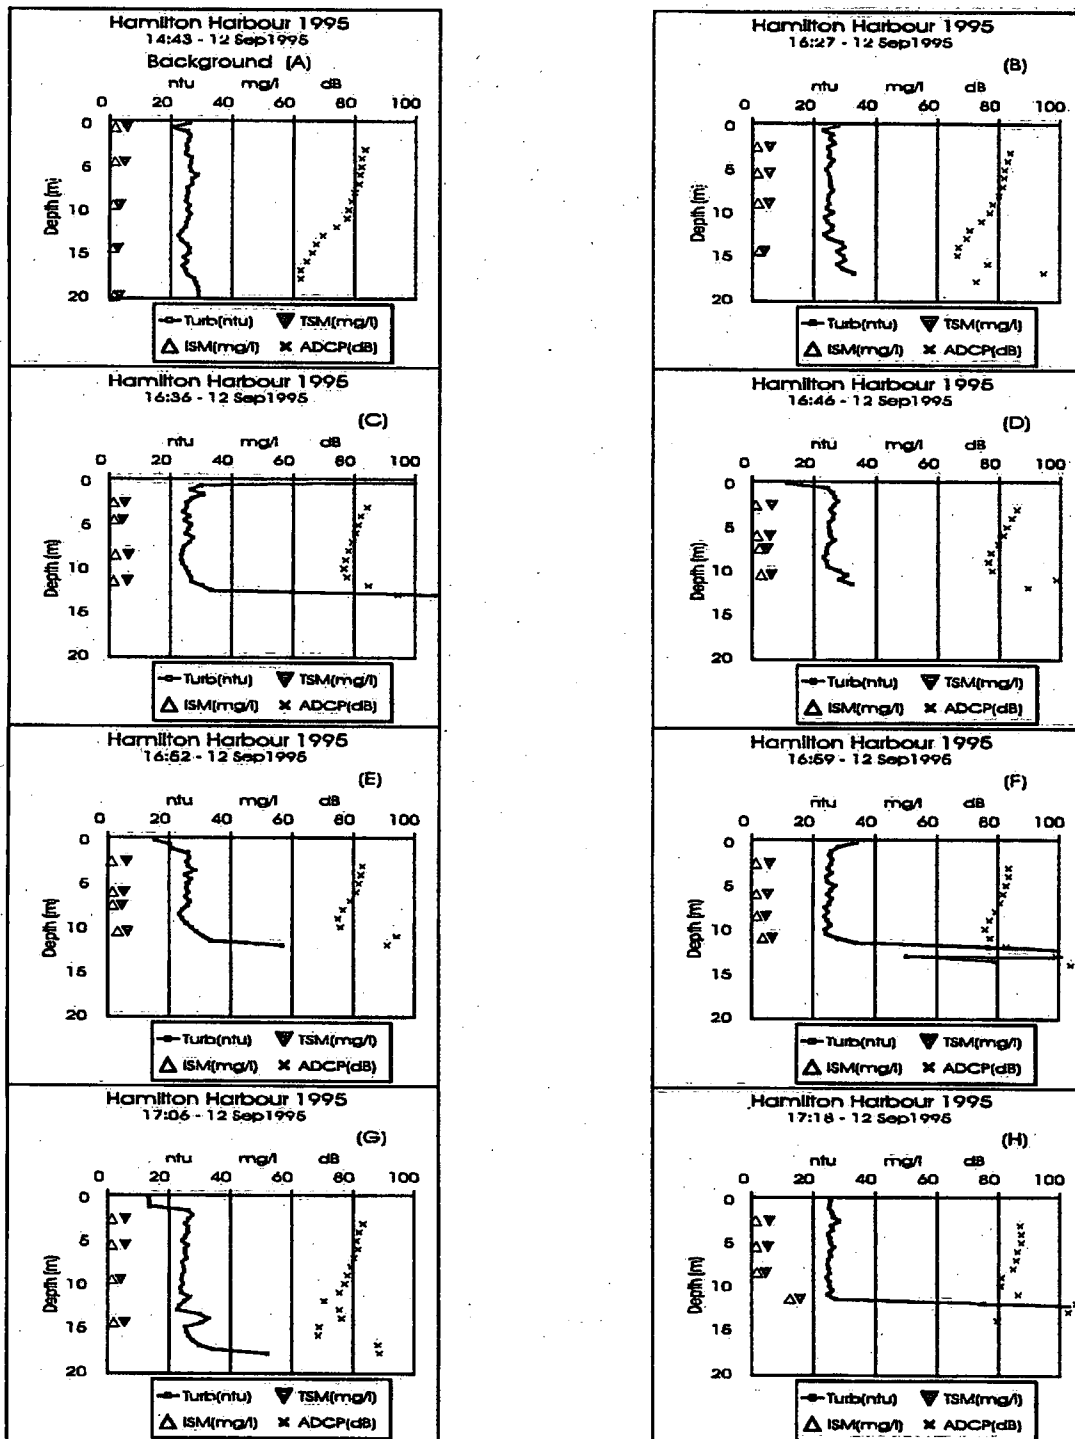 Hamilton Harbour 1995
14:43 - 12 Sep1995
Background (A)
ntu mg/l dB
0 20 40 60 80 100
0
5
10
15
20
Depth (m)
Turb(ntu) TSM(mg/l)
ISM(mg/l) ADCP(dB)
Hamilton Harbour 1995
16:27 - 12 Sep1995
(B)
ntu mg/l dB
0 20 40 60 80 100
0
5
10
15
20
Depth (m)
Turb(ntu) TSM(mg/l)
ISM(mg/l) ADCP(dB)
Hamilton Harbour 1995
16:36 - 12 Sep1995
(C)
ntu mg/l dB
0 20 40 60 80 100
0
5
10
15
20
Depth (m)
Turb(ntu) TSM(mg/l)
ISM(mg/l) ADCP(dB)
Hamilton Harbour 1995
16:46 - 12 Sep1995
(D)
ntu mg/l dB
0 20 40 60 80 100
0
5
10
15
20
Depth (m)
Turb(ntu) TSM(mg/l)
ISM(mg/l) ADCP(dB)
Hamilton Harbour 1995
16:52 - 12 Sep1995
(E)
ntu mg/l dB
0 20 40 60 80 100
0
5
10
15
20
Depth (m)
Turb(ntu) TSM(mg/l)
ISM(mg/l) ADCP(dB)
Hamilton Harbour 1995
16:59 - 12 Sep1995
(F)
ntu mg/l dB
0 20 40 60 80 100
0
5
10
15
20
Depth (m)
Turb(ntu) TSM(mg/l)
ISM(mg/l) ADCP(dB)
Hamilton Harbour 1995
17:06 - 12 Sep1995
(G)
ntu mg/l dB
0 20 40 60 80 100
0
5
10
15
20
Depth (m)
Turb(ntu) TSM(mg/l)
ISM(mg/l) ADCP(dB)
Hamilton Harbour 1995
17:18 - 12 Sep1995
(H)
ntu mg/l dB
0 20 40 60 80 100
0
5
10
15
20
Depth (m)
Turb(ntu) TSM(mg/l)
ISM(mg/l) ADCP(dB)